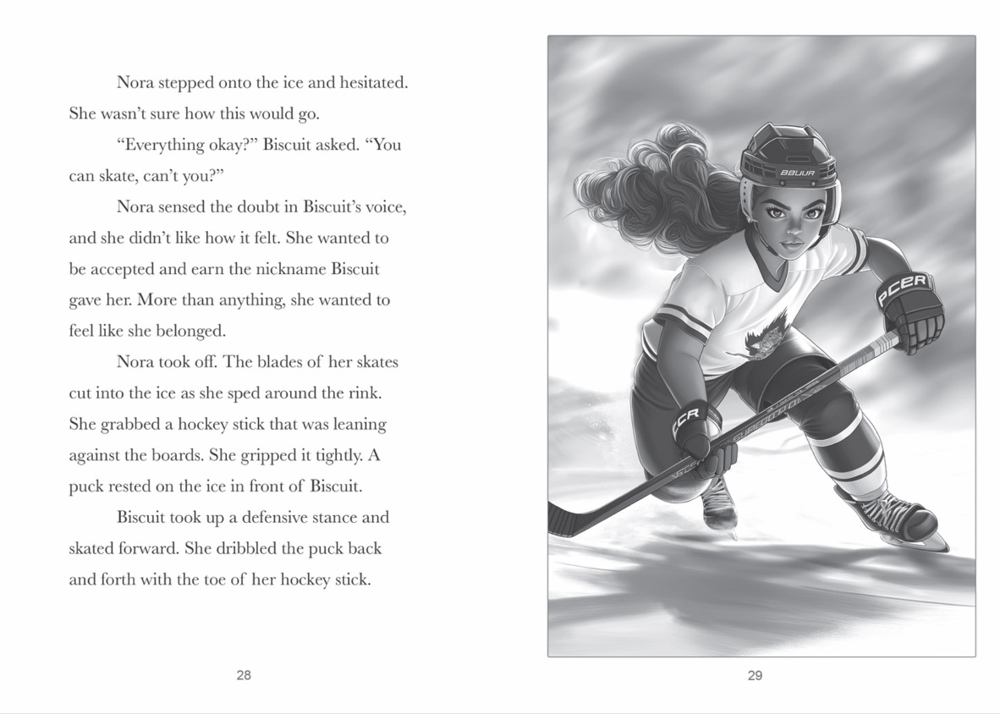 Nora stepped onto the ice and hesitated.
She wasn’t sure how this would go.
“Everything okay?” Biscuit asked. “You
can skate, can’t you?”
Nora sensed the doubt in Biscuit’s voice,
and she didn’t like how it felt. She wanted to
be accepted and earn the nickname Biscuit
gave her. More than anything, she wanted to
feel like she belonged.
Nora took off. The blades of her skates
cut into the ice as she sped around the rink.
She grabbed a hockey stick that was leaning
against the boards. She gripped it tightly. A
puck rested on the ice in front of Biscuit.
Biscuit took up a defensive stance and
skated forward. She dribbled the puck back
and forth with the toe of her hockey stick.
28
BBUUR
PCER
CCR
29